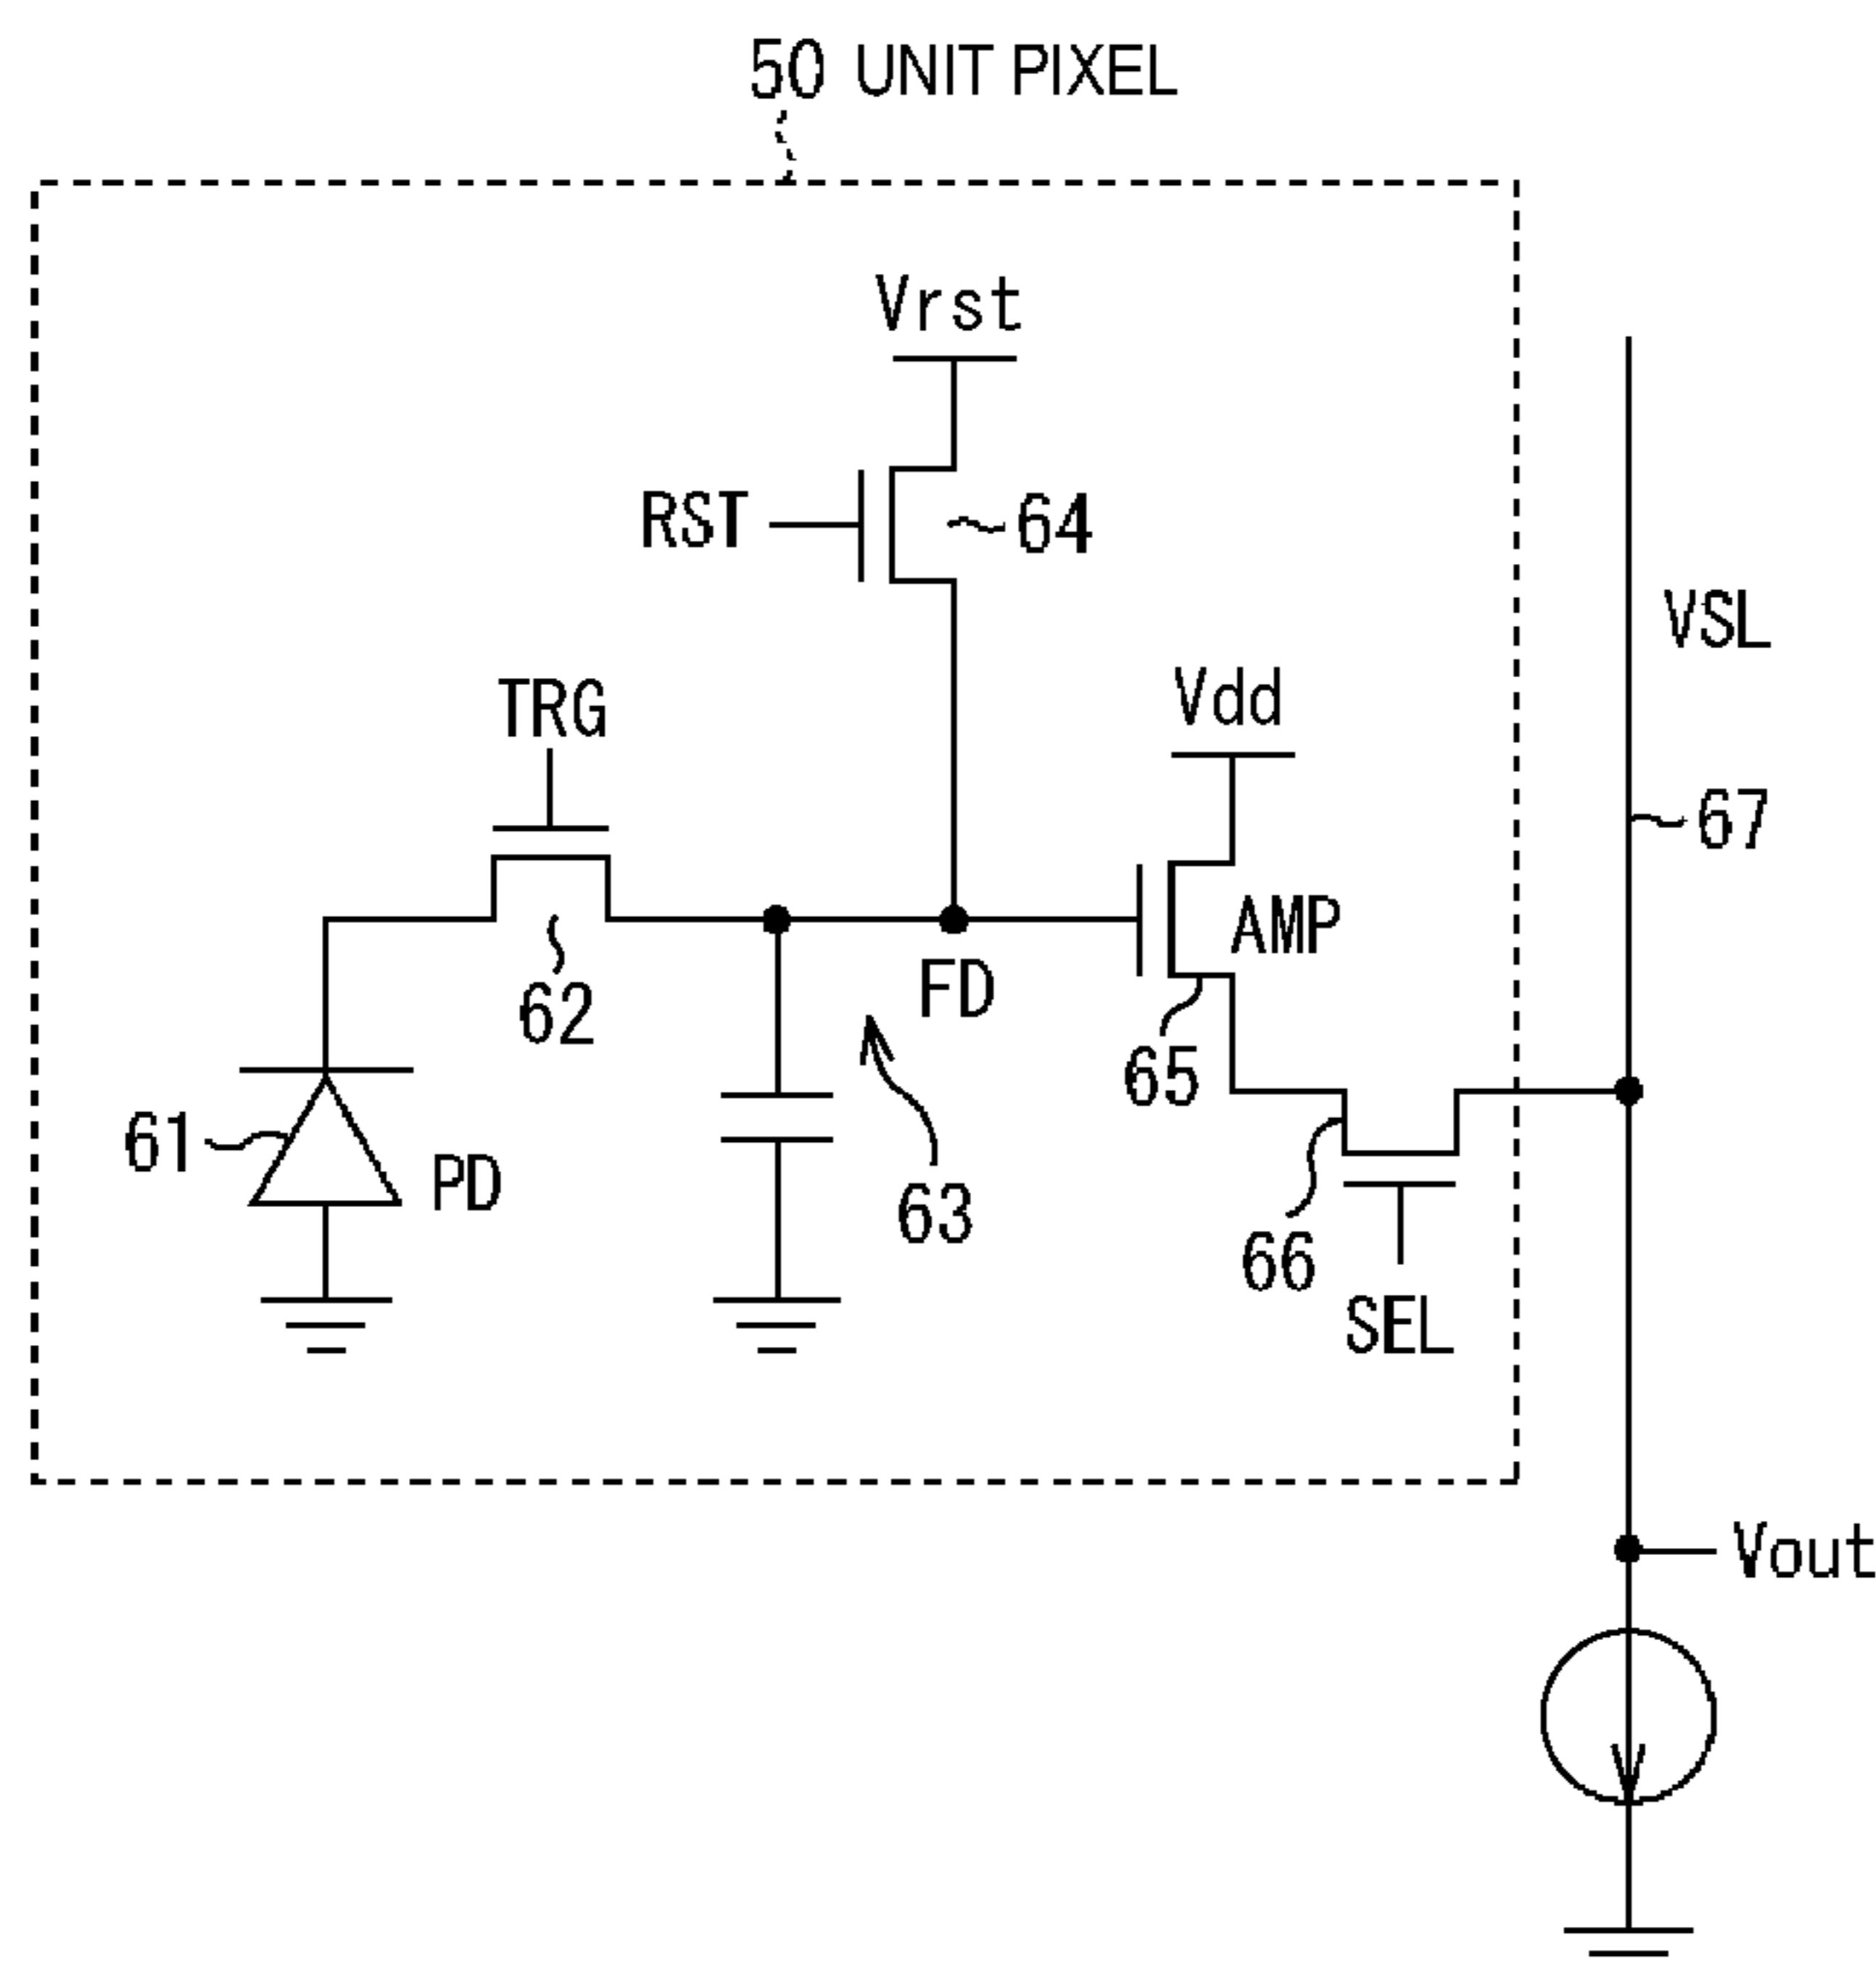 50 UNIT PIXEL
Vrst
RST
64
VSL
TRG
Vdd
67
AMP
FD
62
65
61
PD
63
66
SEL
Vout